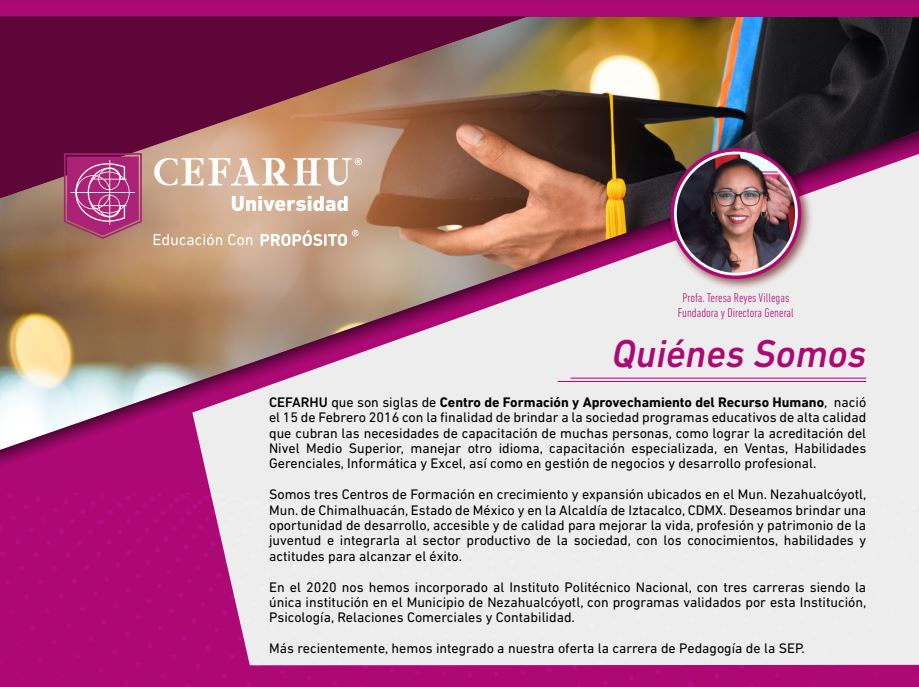 CEFARHU®
Universidad
Educación Con PROPÓSITO®
Profa. Teresa Reyes Villegas
Fundadora y Directora General
Quiénes Somos
CEFARHU que son siglas de Centro de Formación y Aprovechamiento del Recurso Humano, nació
el 15 de Febrero 2016 con la finalidad de brindar a la sociedad programas educativos de alta calidad
que cubran las necesidades de capacitación de muchas personas, como lograr la acreditación del
Nivel Medio Superior, manejar otro idioma, capacitación especializada, en Ventas, Habilidades
Gerenciales, Informática y Excel, así como en gestión de negocios y desarrollo profesional.
Somos tres Centros de Formación en crecimiento y expansión ubicados en el Mun. Nezahualcóyotl,
Mun. de Chimalhuacán, Estado de México y en la Alcaldía de Iztacalco, CDMX. Deseamos brindar una
oportunidad de desarrollo, accesible y de calidad para mejorar la vida, profesión y patrimonio de la
juventud e integrarla al sector productivo de la sociedad, con los conocimientos, habilidades y
actitudes para alcanzar el éxito.
En el 2020 nos hemos incorporado al Instituto Politécnico Nacional, con tres carreras siendo la
única institución en el Municipio de Nezahualcóyotl, con programas validados por esta Institución,
Psicología, Relaciones Comerciales y Contabilidad.
Más recientemente, hemos integrado a nuestra oferta la carrera de Pedagogía de la SEP.